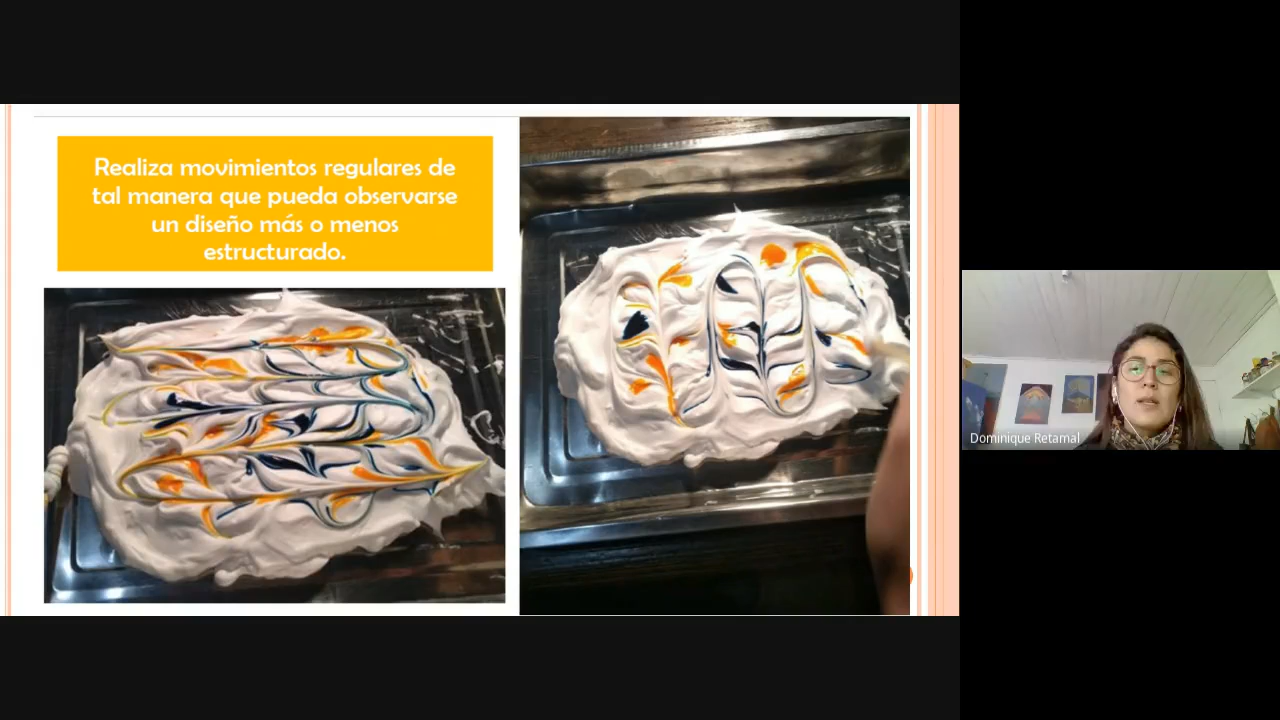 Realiza movimientos regulares de
tal manera que pueda observarse
un diseño más o menos
estructurado.
Dominique Retamal